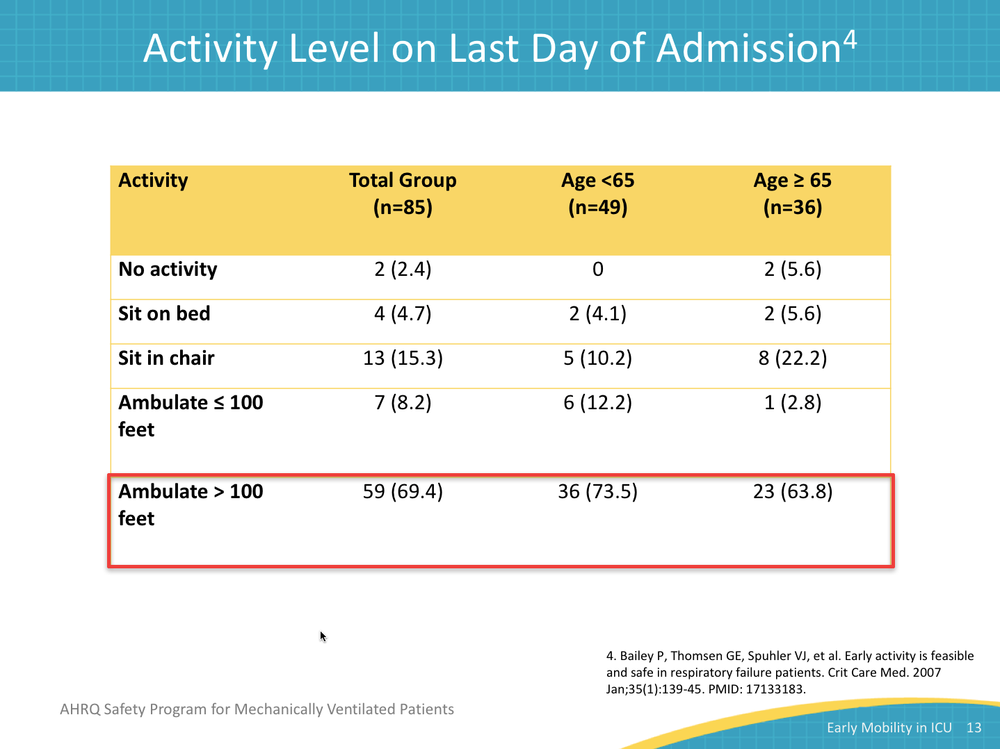 Activity Level on Last Day of Admission4
Activity Total Group Age <65 Age ≥ 65
(n=85) (n=49) (n=36)
No activity 2 (2.4) 0 2 (5.6)
Sit on bed 4 (4.7) 2 (4.1) 2 (5.6)
Sit in chair 13 (15.3) 5 (10.2) 8 (22.2)
Ambulate ≤ 100 7 (8.2) 6 (12.2) 1 (2.8)
feet
Ambulate > 100 59 (69.4) 36 (73.5) 23 (63.8)
feet
4. Bailey P, Thomsen GE, Spuhler VJ, et al. Early activity is feasible
and safe in respiratory failure patients. Crit Care Med. 2007
Jan;35(1):139-45. PMID: 17133183.
AHRQ Safety Program for Mechanically Ventilated Patients
Early Mobility in ICU 13